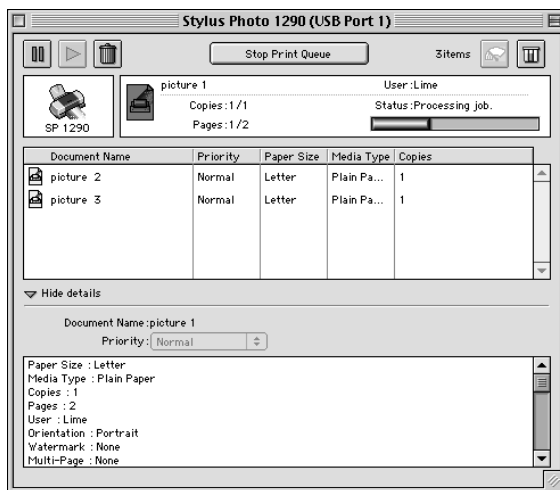 Stylus Photo 1290 (USB Port 1)
Stop Print Queue
3items
SP 1290
picture 1 User:Lime
Copies:1/1 Status:Processing job.
Pages:1/2
Document Name Priority Paper Size Media Type Copies
picture 2 Normal Letter Plain Pa... 1
picture 3 Normal Letter Plain Pa... 1
Hide details
Document Name:picture 1
Priority: Normal
Paper Size : Letter
Media Type : Plain Paper
Copies : 1
Pages : 2
User : Lime
Orientation : Portrait
Watermark : None
Multi-Page : None